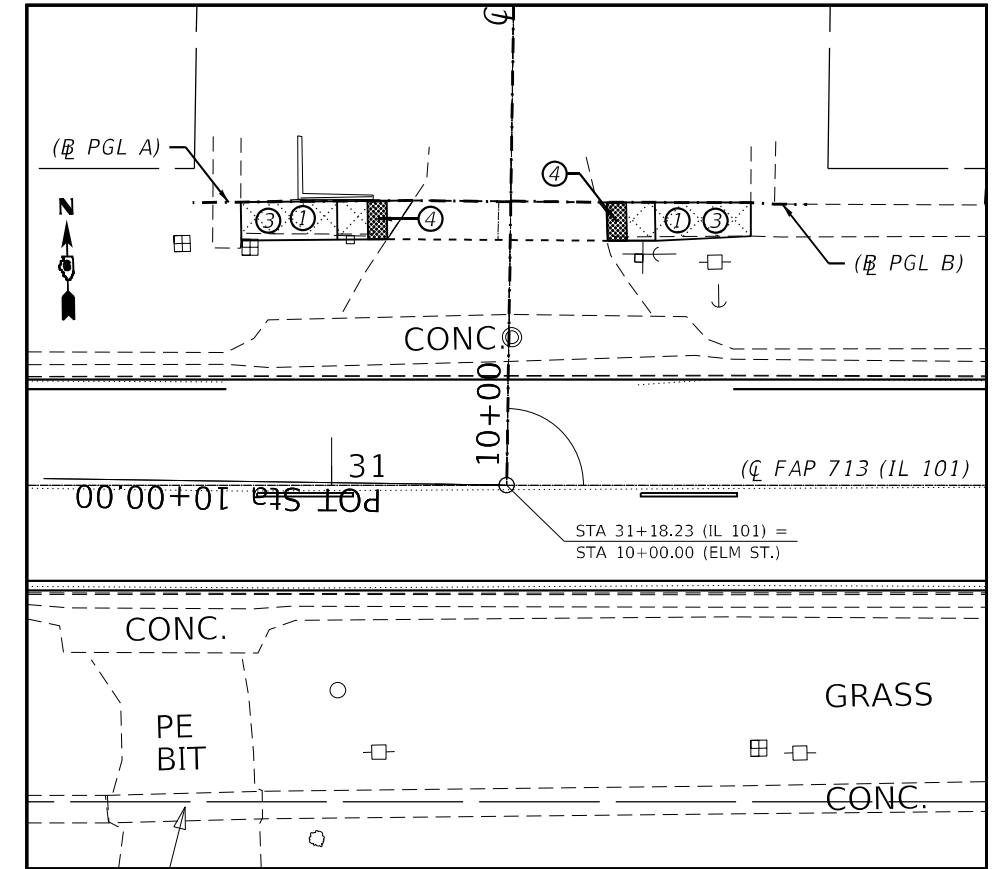 ℄
(℄ PGL A)
④
N
③ ①
④
① ③
(℄ PGL B)
CONC.
10+00
31
(℄ FAP 713 (IL 101)
POT Sta 10+00.00
STA 31+18.23 (IL 101) =
STA 10+00.00 (ELM ST.)
CONC.
GRASS
PE
BIT
CONC.